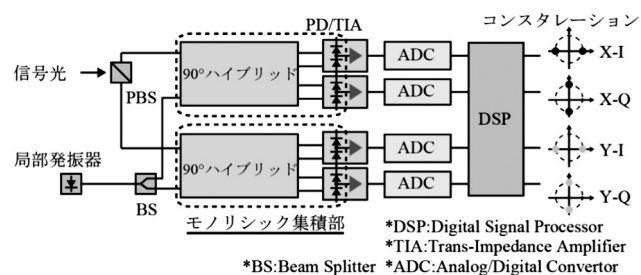 コンスタレーション
PD/TIA
信号光
PBS
90°ハイブリッド
ADC
X-I
ADC
X-Q
DSP
局部発振器
BS
90°ハイブリッド
ADC
Y-I
ADC
Y-Q
モノリシック集積部
*DSP:Digital Signal Processor
*TIA:Trans-Impedance Amplifier
*BS:Beam Splitter *ADC:Analog/Digital Convertor